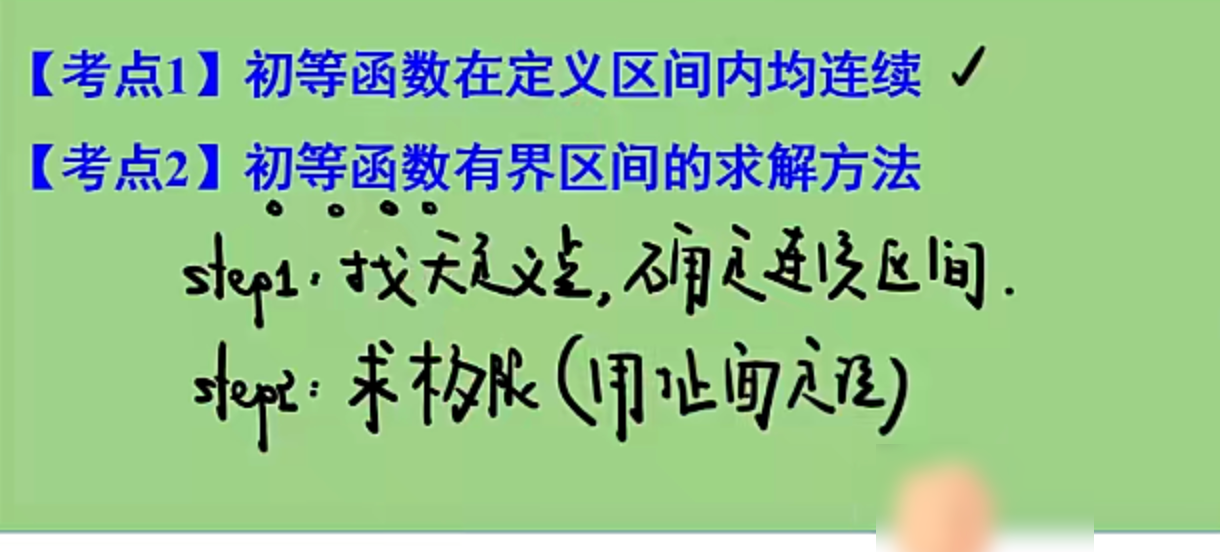 【考点1】初等函数在定义区间内均连续 ✓
【考点2】初等函数有界区间的求解方法
step1: 找无定义点, 确定连续区间.
step2: 求极限(用址间定理)